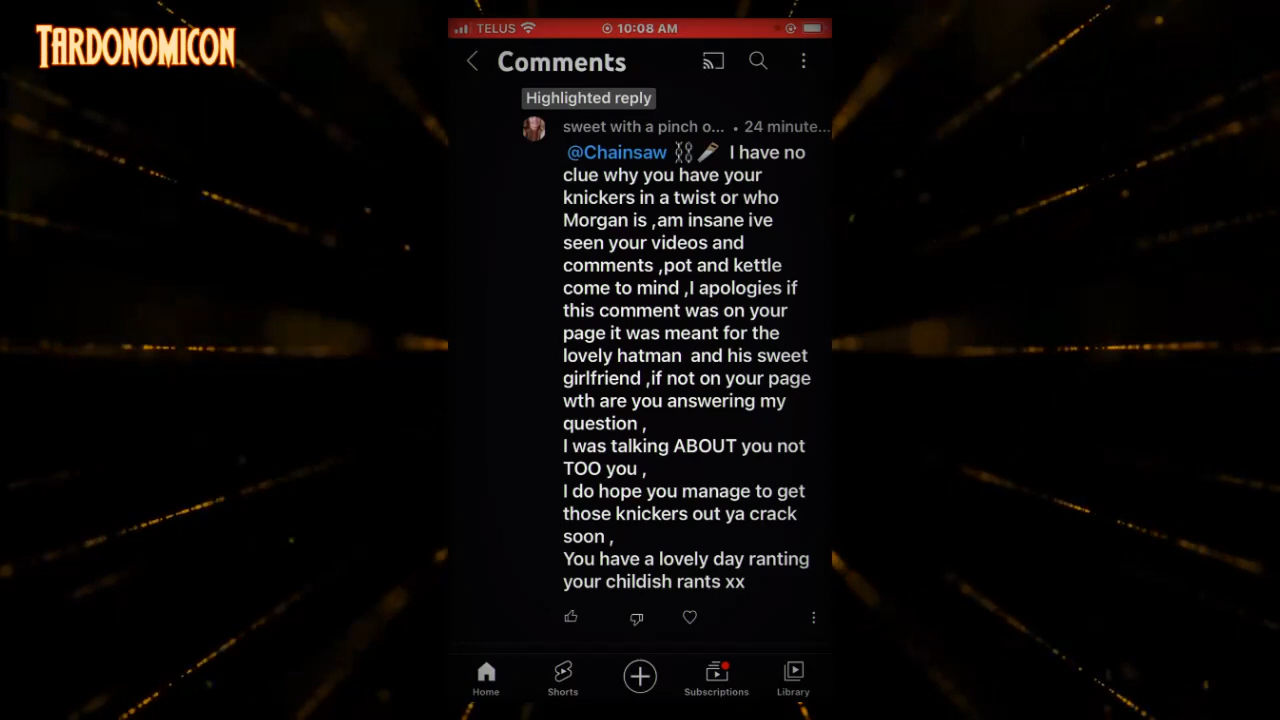 TARDONOMICON
TELUS 10:08 AM
Comments
Highlighted reply
sweet with a pinch o... • 24 minute...
@Chainsaw ⛓🪚 I have no
clue why you have your
knickers in a twist or who
Morgan is ,am insane ive
seen your videos and
comments ,pot and kettle
come to mind ,I apologies if
this comment was on your
page it was meant for the
lovely hatman and his sweet
girlfriend ,if not on your page
wth are you answering my
question ,
I was talking ABOUT you not
TOO you ,
I do hope you manage to get
those knickers out ya crack
soon ,
You have a lovely day ranting
your childish rants xx
Home Shorts Subscriptions Library